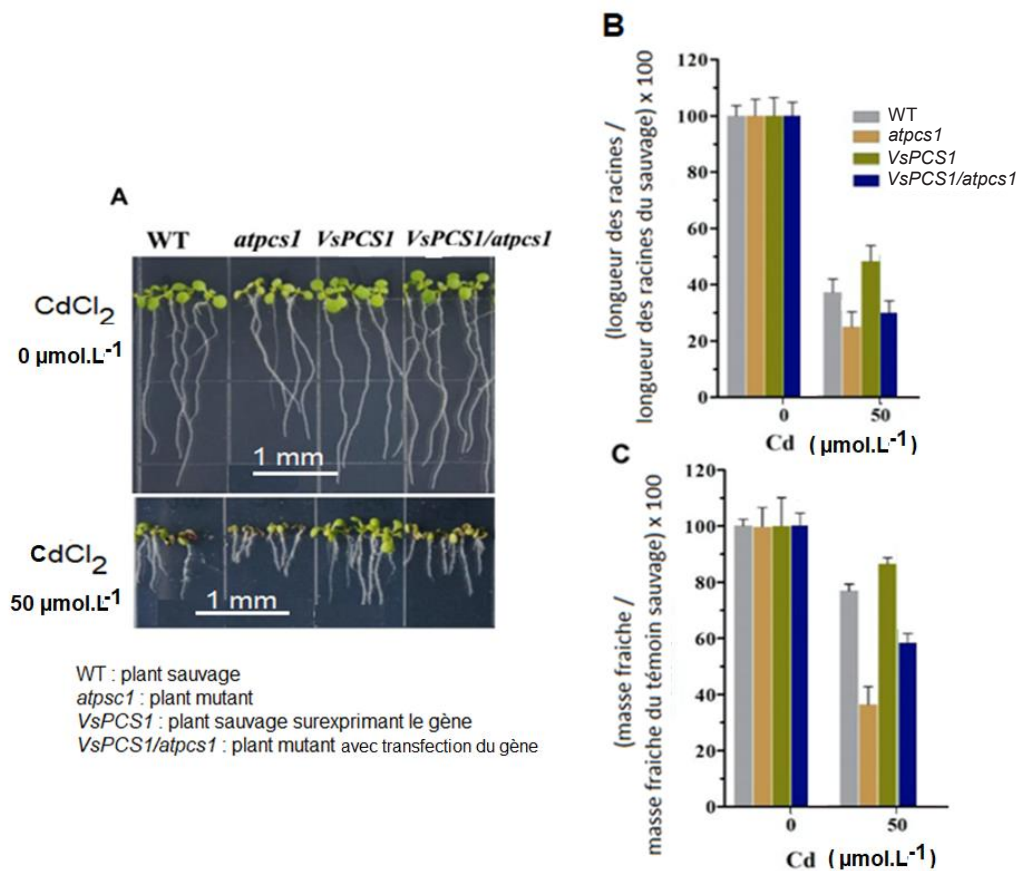 A
WT atpcs1 VsPCS1 VsPCS1/atpcs1
CdCl2
0 µmol.L-1
1 mm
CdCl2
50 µmol.L-1
1 mm
WT : plant sauvage
atpsc1 : plant mutant
VsPCS1 : plant sauvage surexprimant le gène
VsPCS1/atpcs1 : plant mutant avec transfection du gène
B
(longueur des racines /
longueur des racines du sauvage) x 100
120
100
80
60
40
20
0
WT
atpcs1
VsPCS1
VsPCS1/atpcs1
0 50
Cd (µmol.L-1)
C
(masse fraiche /
masse fraiche du témoin sauvage) x 100
120
100
80
60
40
20
0
0 50
Cd (µmol.L-1)